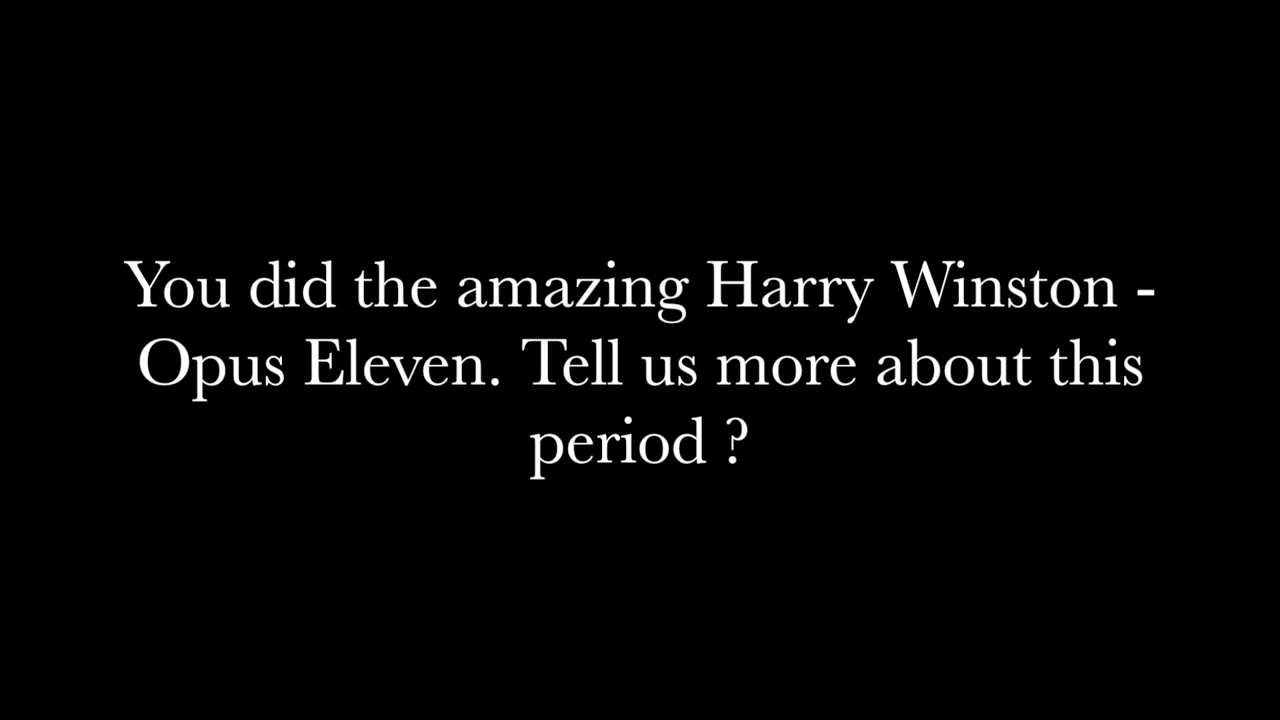 You did the amazing Harry Winston -
Opus Eleven. Tell us more about this
period ?